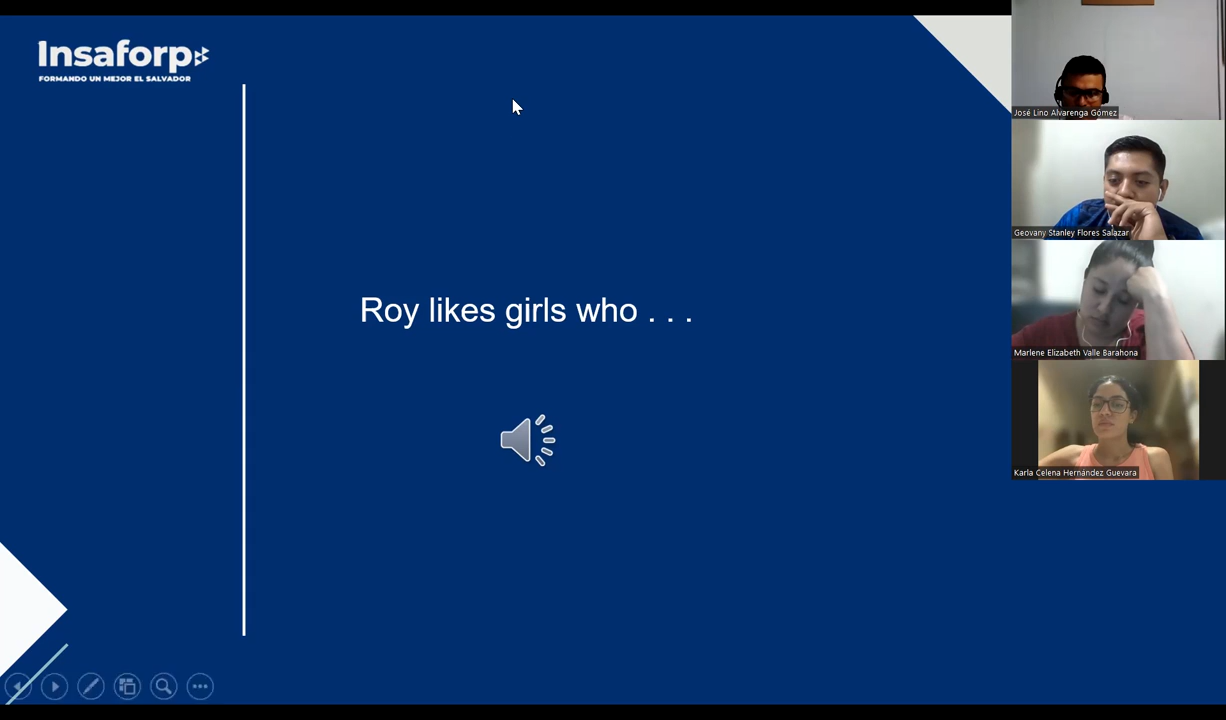 Insaforp
FORMANDO UN MEJOR EL SALVADOR
Roy likes girls who . . .
José Lino Alvarenga Gómez
Geovany Stanley Flores Salazar
Marlene Elizabeth Valle Barahona
Karla Celena Hernández Guevara